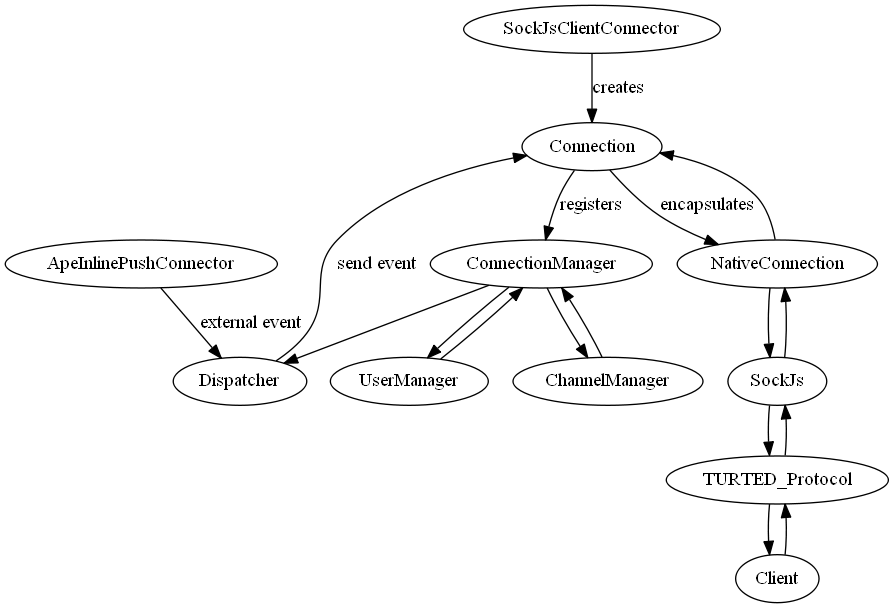 SockJsClientConnector
creates
Connection
registers
encapsulates
ApeInlinePushConnector
send event
ConnectionManager
NativeConnection
external event
Dispatcher
UserManager
ChannelManager
SockJs
TURTED_Protocol
Client